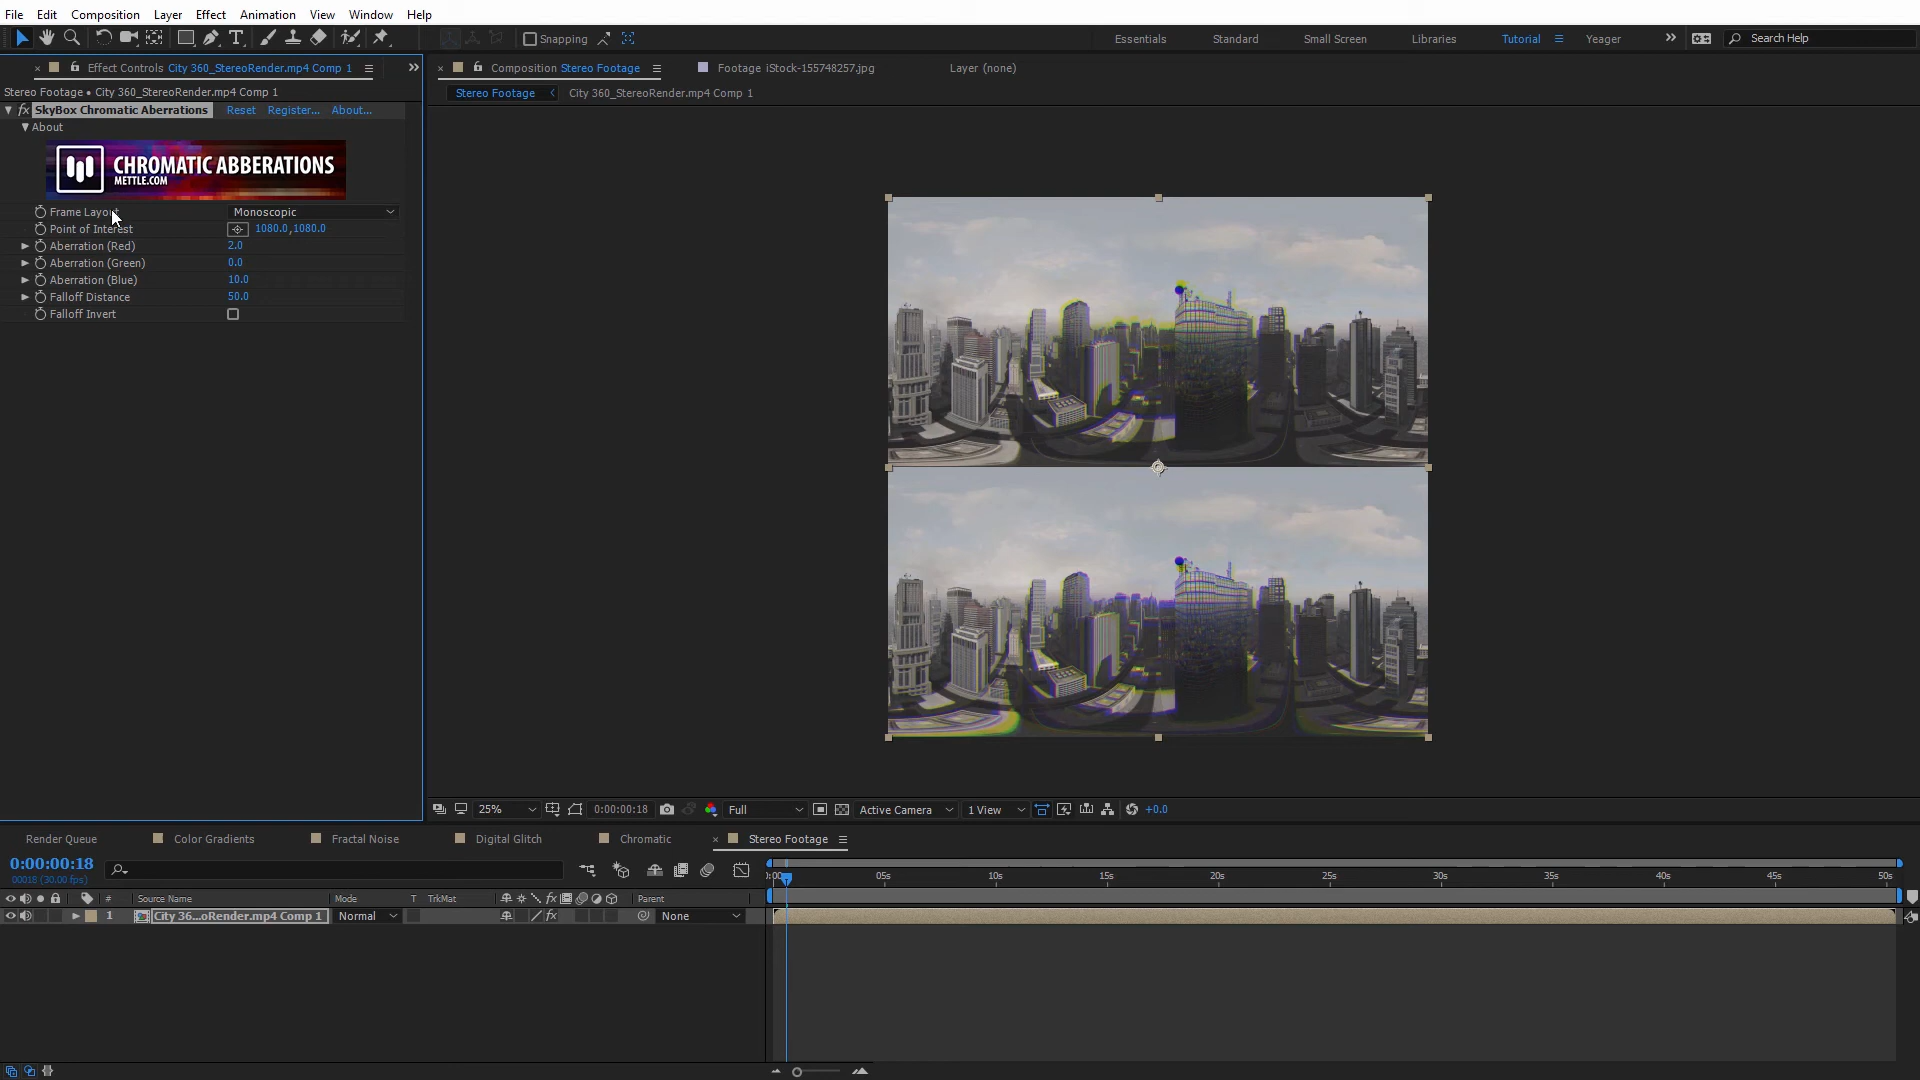 File Edit Composition Layer Effect Animation View Window Help
Snapping Essentials Standard Small Screen Libraries Tutorial Yeager Search Help
Effect Controls City 360_StereoRender.mp4 Comp 1
Composition Stereo Footage Footage iStock-155748257.jpg Layer (none)
Stereo Footage • City 360_StereoRender.mp4 Comp 1
Stereo Footage City 360_StereoRender.mp4 Comp 1
fx SkyBox Chromatic Aberrations Reset Register... About...
About
CHROMATIC ABBERATIONS
METTLE.COM
Frame Layout Monoscopic
Point of Interest 1080.0,1080.0
Aberration (Red) 2.0
Aberration (Green) 0.0
Aberration (Blue) 10.0
Falloff Distance 50.0
Falloff Invert
25% 0:00:00:18 Full Active Camera 1 View +0.0
Render Queue Color Gradients Fractal Noise Digital Glitch Chromatic Stereo Footage
0:00:00:18
00018 (30.00 fps)
05s 10s 15s 20s 25s 30s 35s 40s 45s 50s
# Source Name Mode T TrkMat fx Parent
1 City 36...oRender.mp4 Comp 1 Normal fx None